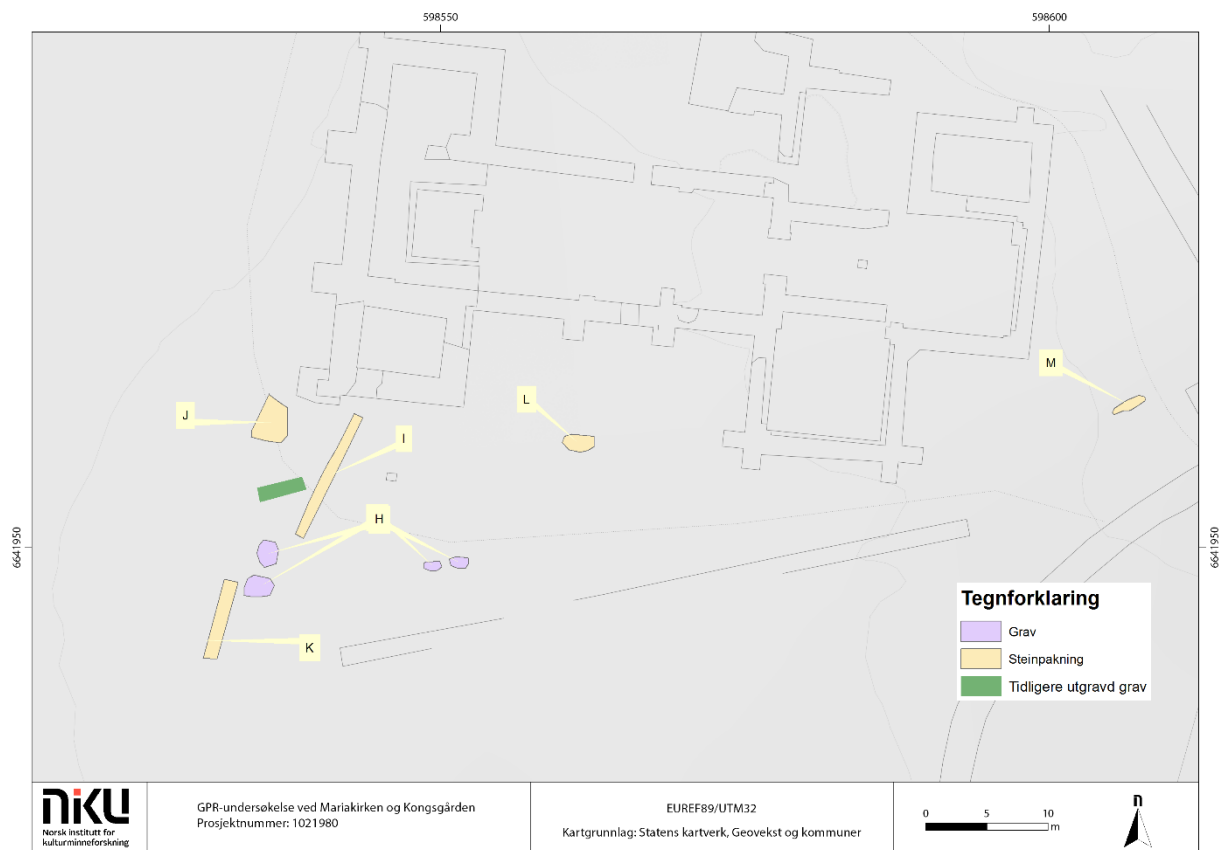 598550
598600
M
L
J
I
H
6641950
6641950
K
Tegnforklaring
Grav
Steinpakning
Tidligere utgravd grav
niku
Norsk institutt for
kulturminneforskning
GPR-undersøkelse ved Mariakirken og Kongsgården
Prosjektnummer: 1021980
EUREF89/UTM32
Kartgrunnlag: Statens kartverk, Geovekst og kommuner
0 5 10
m
n